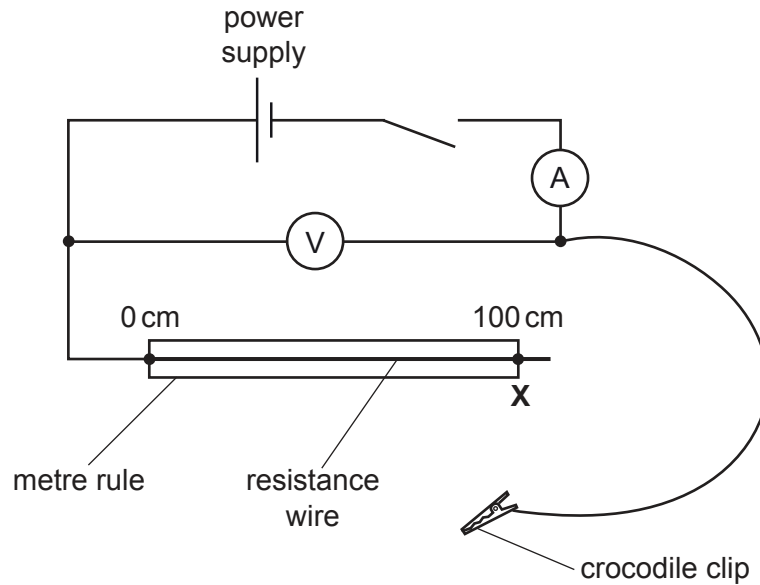 power
supply
A
V
0 cm
100 cm
X
metre rule
resistance
wire
crocodile clip